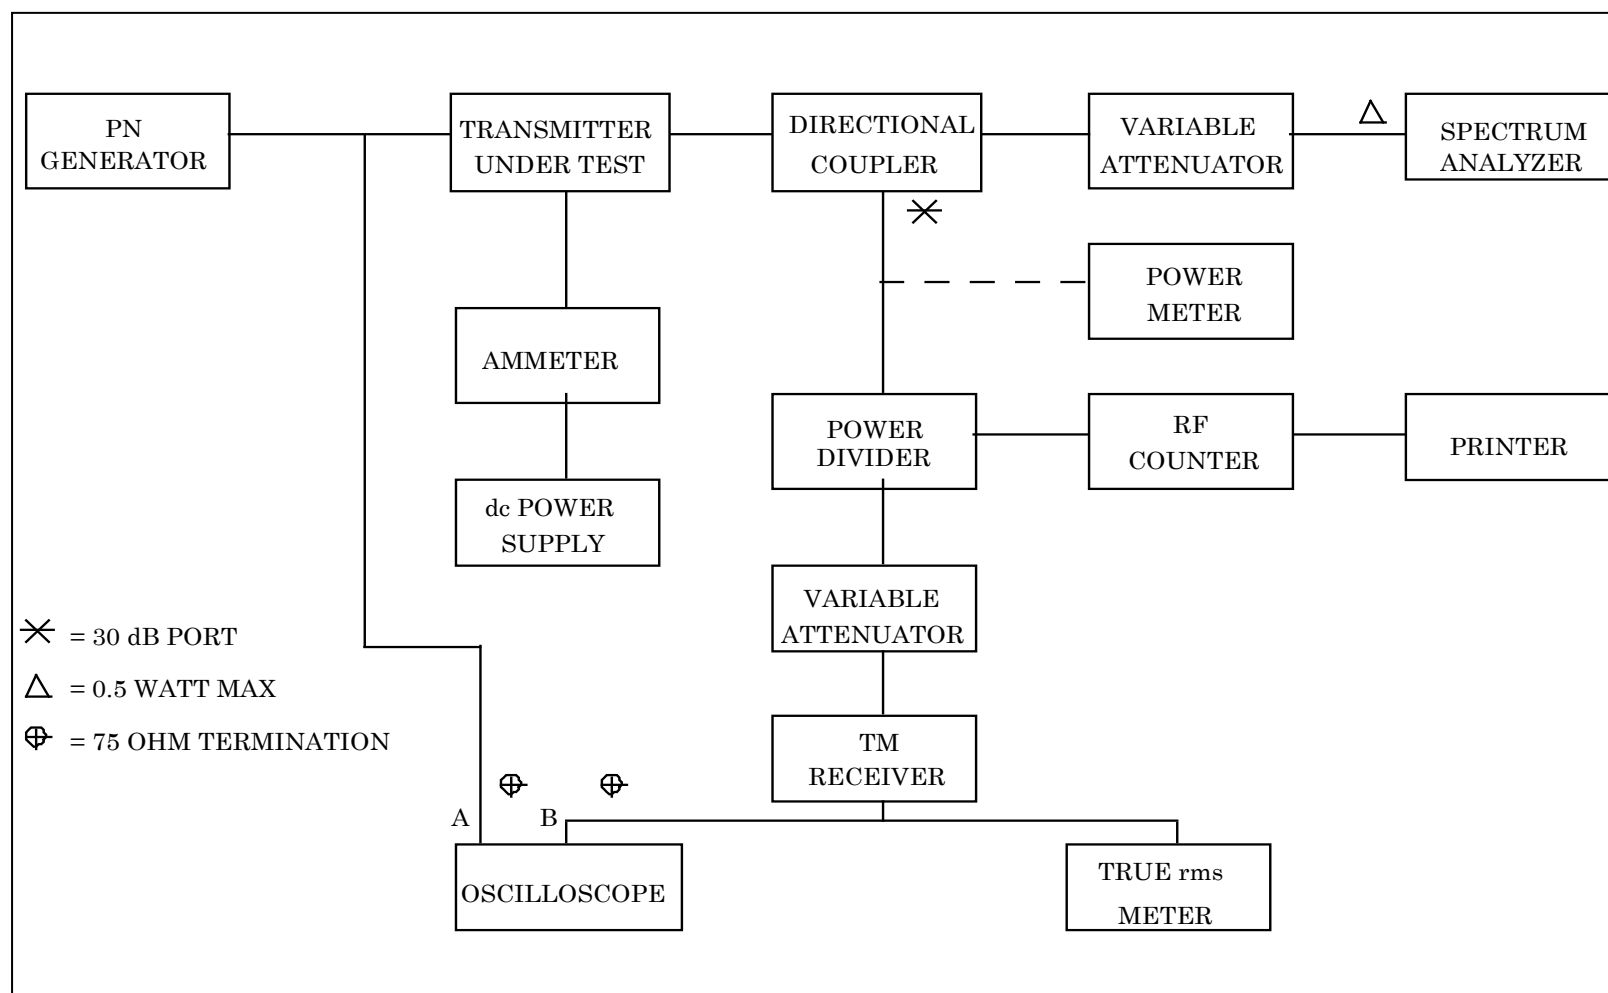 PN
GENERATOR
TRANSMITTER
UNDER TEST
DIRECTIONAL
COUPLER
VARIABLE
ATTENUATOR
SPECTRUM
ANALYZER
POWER
METER
AMMETER
POWER
DIVIDER
RF
COUNTER
PRINTER
dc POWER
SUPPLY
VARIABLE
ATTENUATOR
= 30 dB PORT
= 0.5 WATT MAX
= 75 OHM TERMINATION
TM
RECEIVER
A
B
OSCILLOSCOPE
TRUE rms
METER